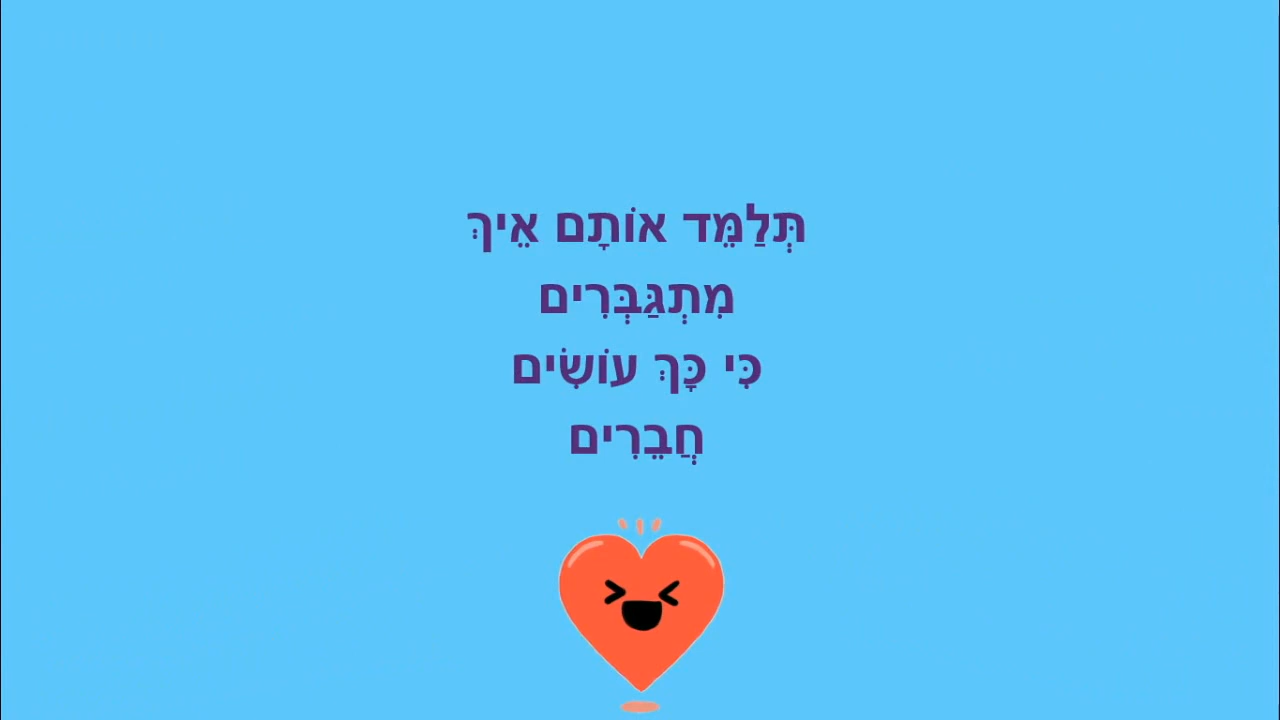 תְּלַמֵּד אוֹתָם אֵיךְ
מִתְגַּבְּרִים
כִּי כָּךְ עוֹשִׂים
חֲבֵרִים